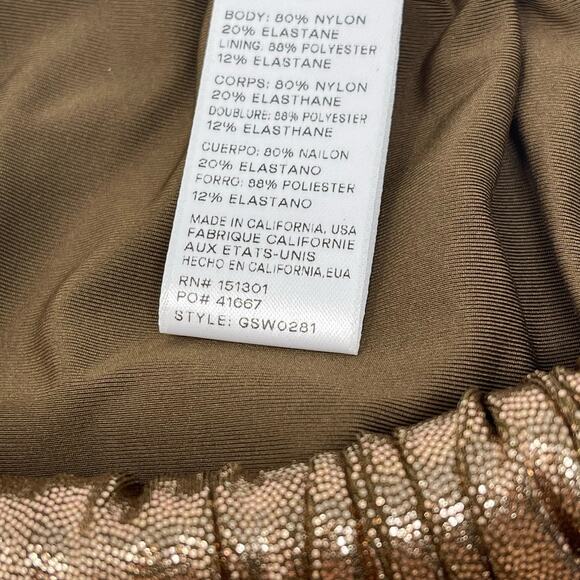 BODY: 80% NYLON
20% ELASTANE
LINING: 88% POLYESTER
12% ELASTANE
CORPS: 80% NYLON
20% ELASTHANE
DOUBLURE: 88% POLYESTER
12% ELASTHANE
CUERPO: 80% NAILON
20% ELASTANO
FORRO: 88% POLIESTER
12% ELASTANO
MADE IN CALIFORNIA, USA
FABRIQUE CALIFORNIE
AUX ETATS-UNIS
HECHO EN CALIFORNIA,EUA
RN# 151301
PO# 41667
STYLE: GSW0281